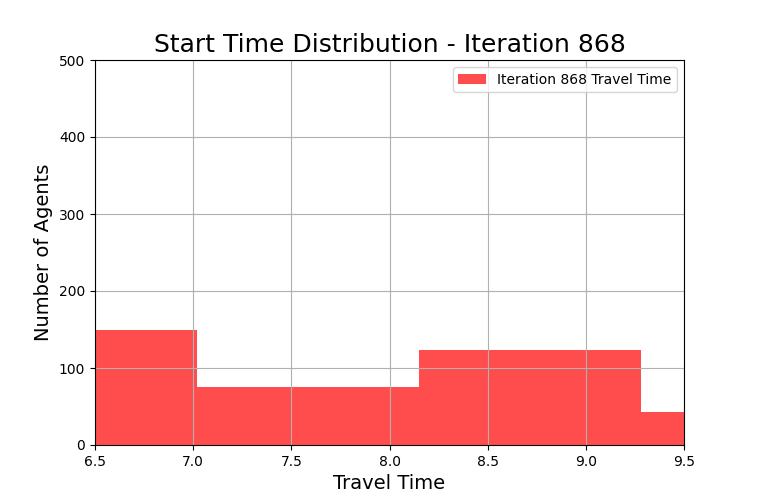 Start Time Distribution - Iteration 868
Iteration 868 Travel Time
Number of Agents
500
400
300
200
100
0
6.5 7.0 7.5 8.0 8.5 9.0 9.5
Travel Time